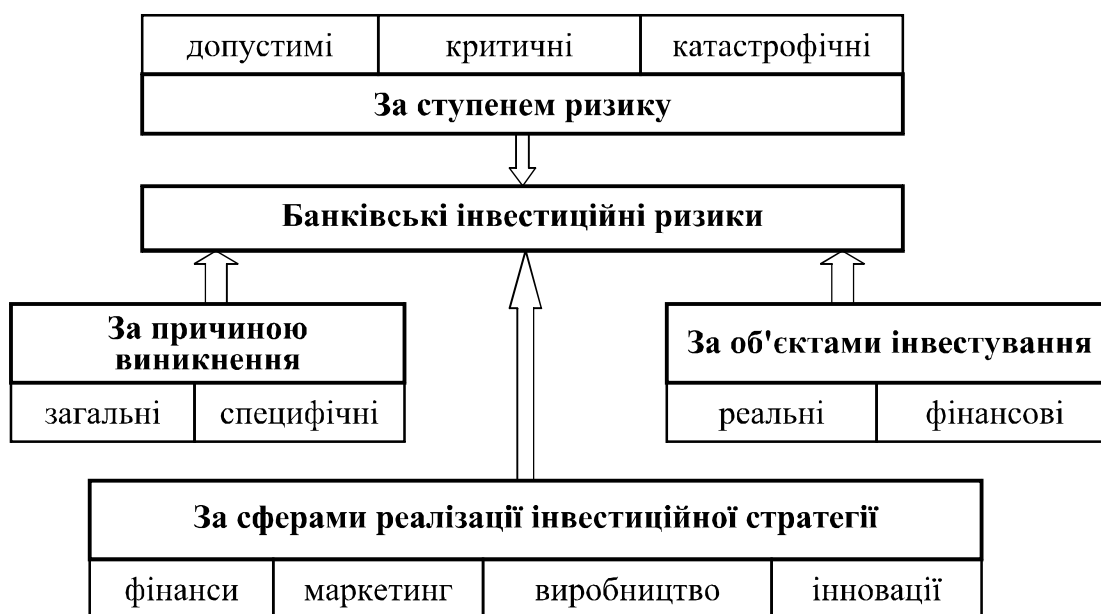 допустимі критичні катастрофічні
За ступенем ризику
Банківські інвестиційні ризики
За причиною
виникнення
загальні специфічні
За об'єктами інвестування
реальні фінансові
За сферами реалізації інвестиційної стратегії
фінанси маркетинг виробництво інновації